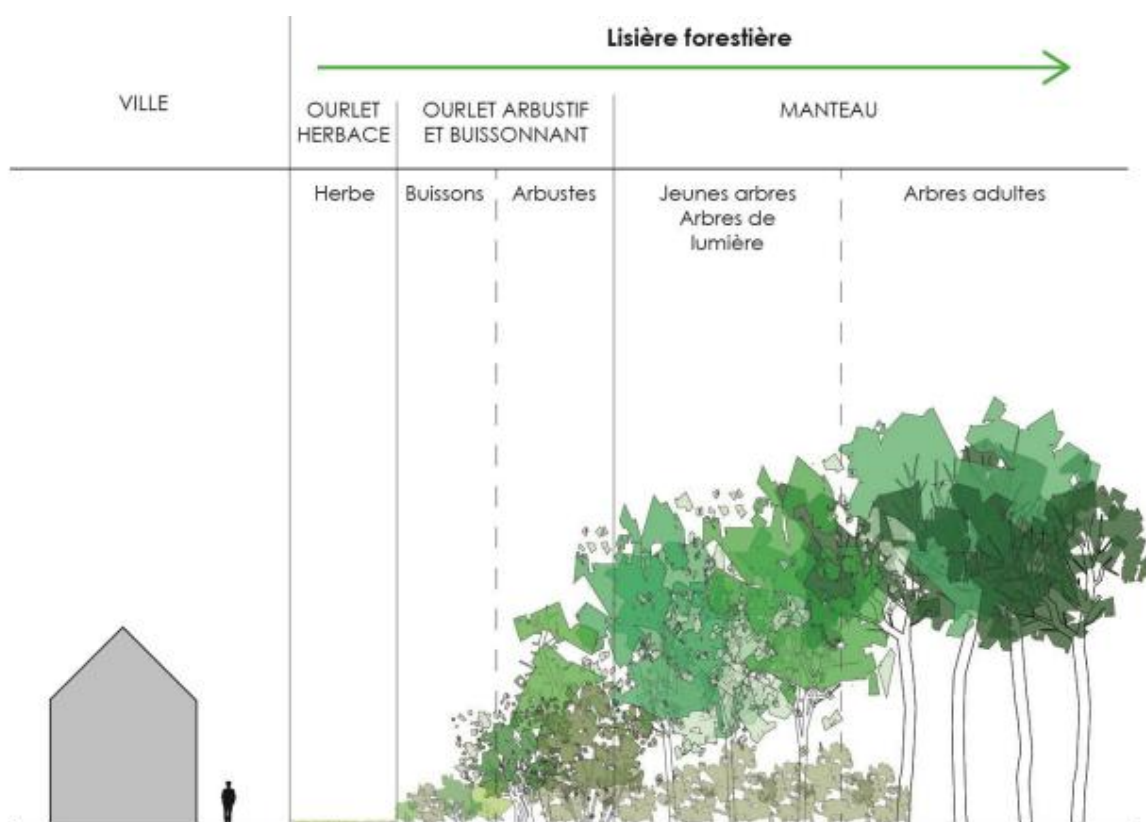 Lisière forestière
VILLE
OURLET
HERBACE
OURLET ARBUSTIF
ET BUISSONNANT
MANTEAU
Herbe
Buissons
Arbustes
Jeunes arbres
Arbres de
lumière
Arbres adultes